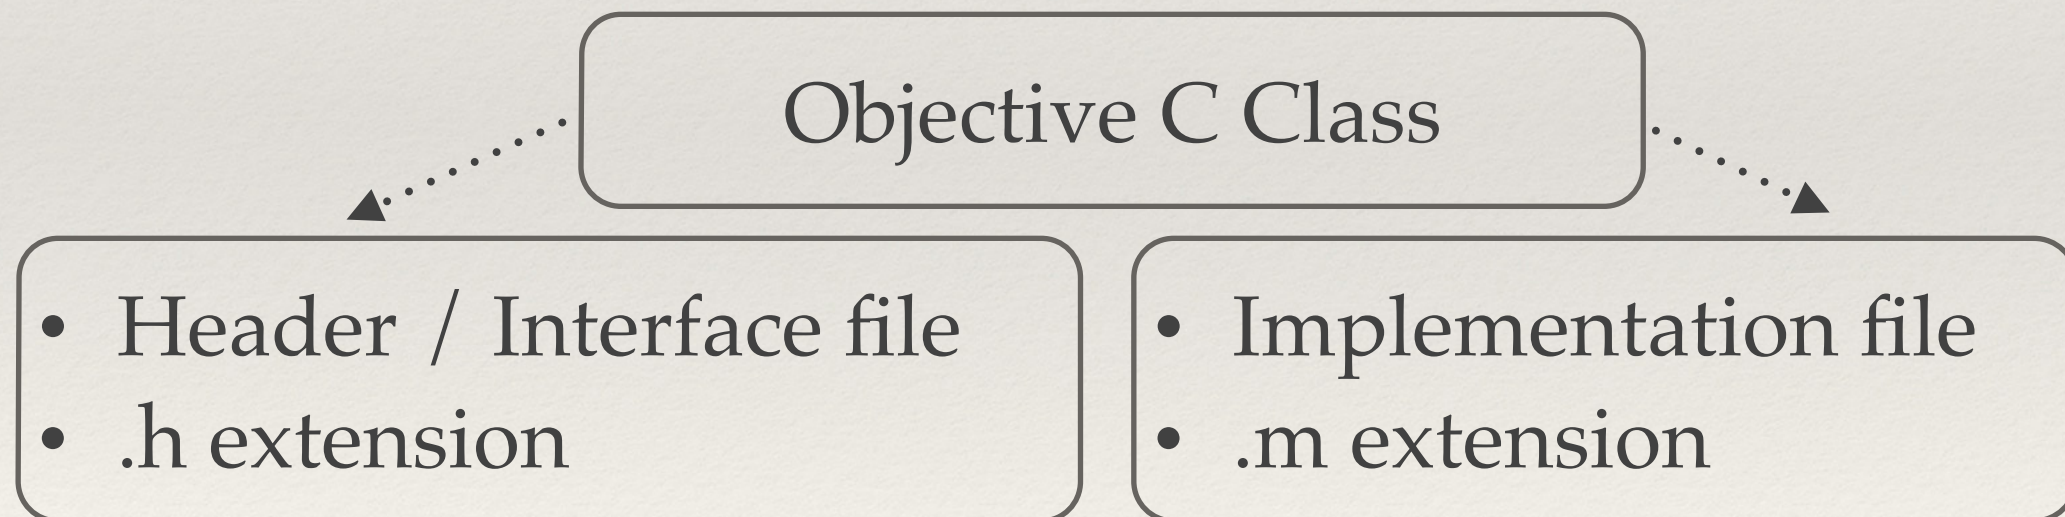 Objective C Class
• Header / Interface file
• .h extension
• Implementation file
• .m extension